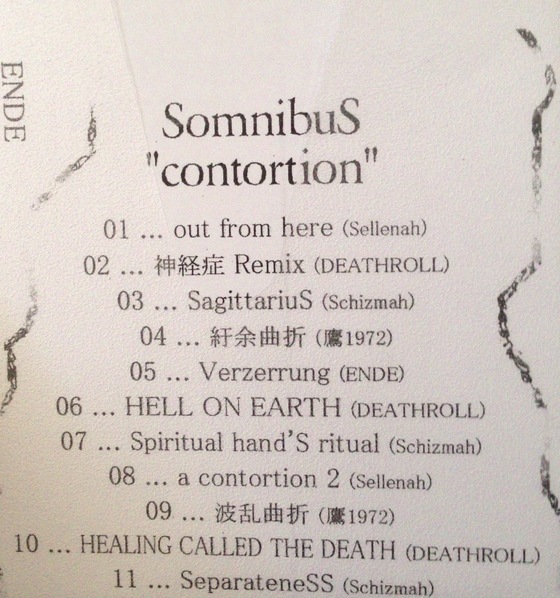 ENDE
SomnibuS
"contortion"
01 ... out from here (Sellenah)
02 ... 神経症 Remix (DEATHROLL)
03 ... SagittariuS (Schizmah)
04 ... 紆余曲折 (鷹1972)
05 ... Verzerrung (ENDE)
06 ... HELL ON EARTH (DEATHROLL)
07 ... Spiritual hand'S ritual (Schizmah)
08 ... a contortion 2 (Sellenah)
09 ... 波乱曲折 (鷹1972)
10 ... HEALING CALLED THE DEATH (DEATHROLL)
11 ... SeparateneSS (Schizmah)